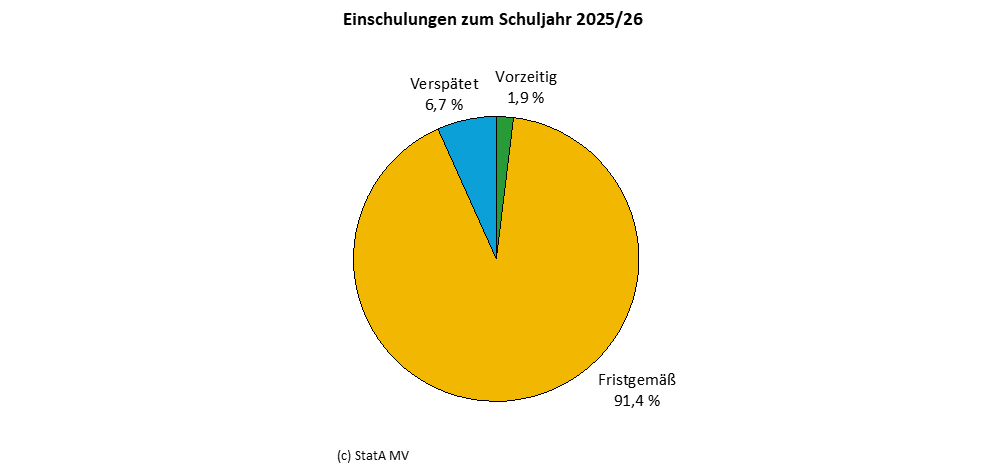 Einschulungen zum Schuljahr 2025/26
Verspätet
6,7 %
Vorzeitig
1,9 %
Fristgemäß
91,4 %
(c) StatA MV